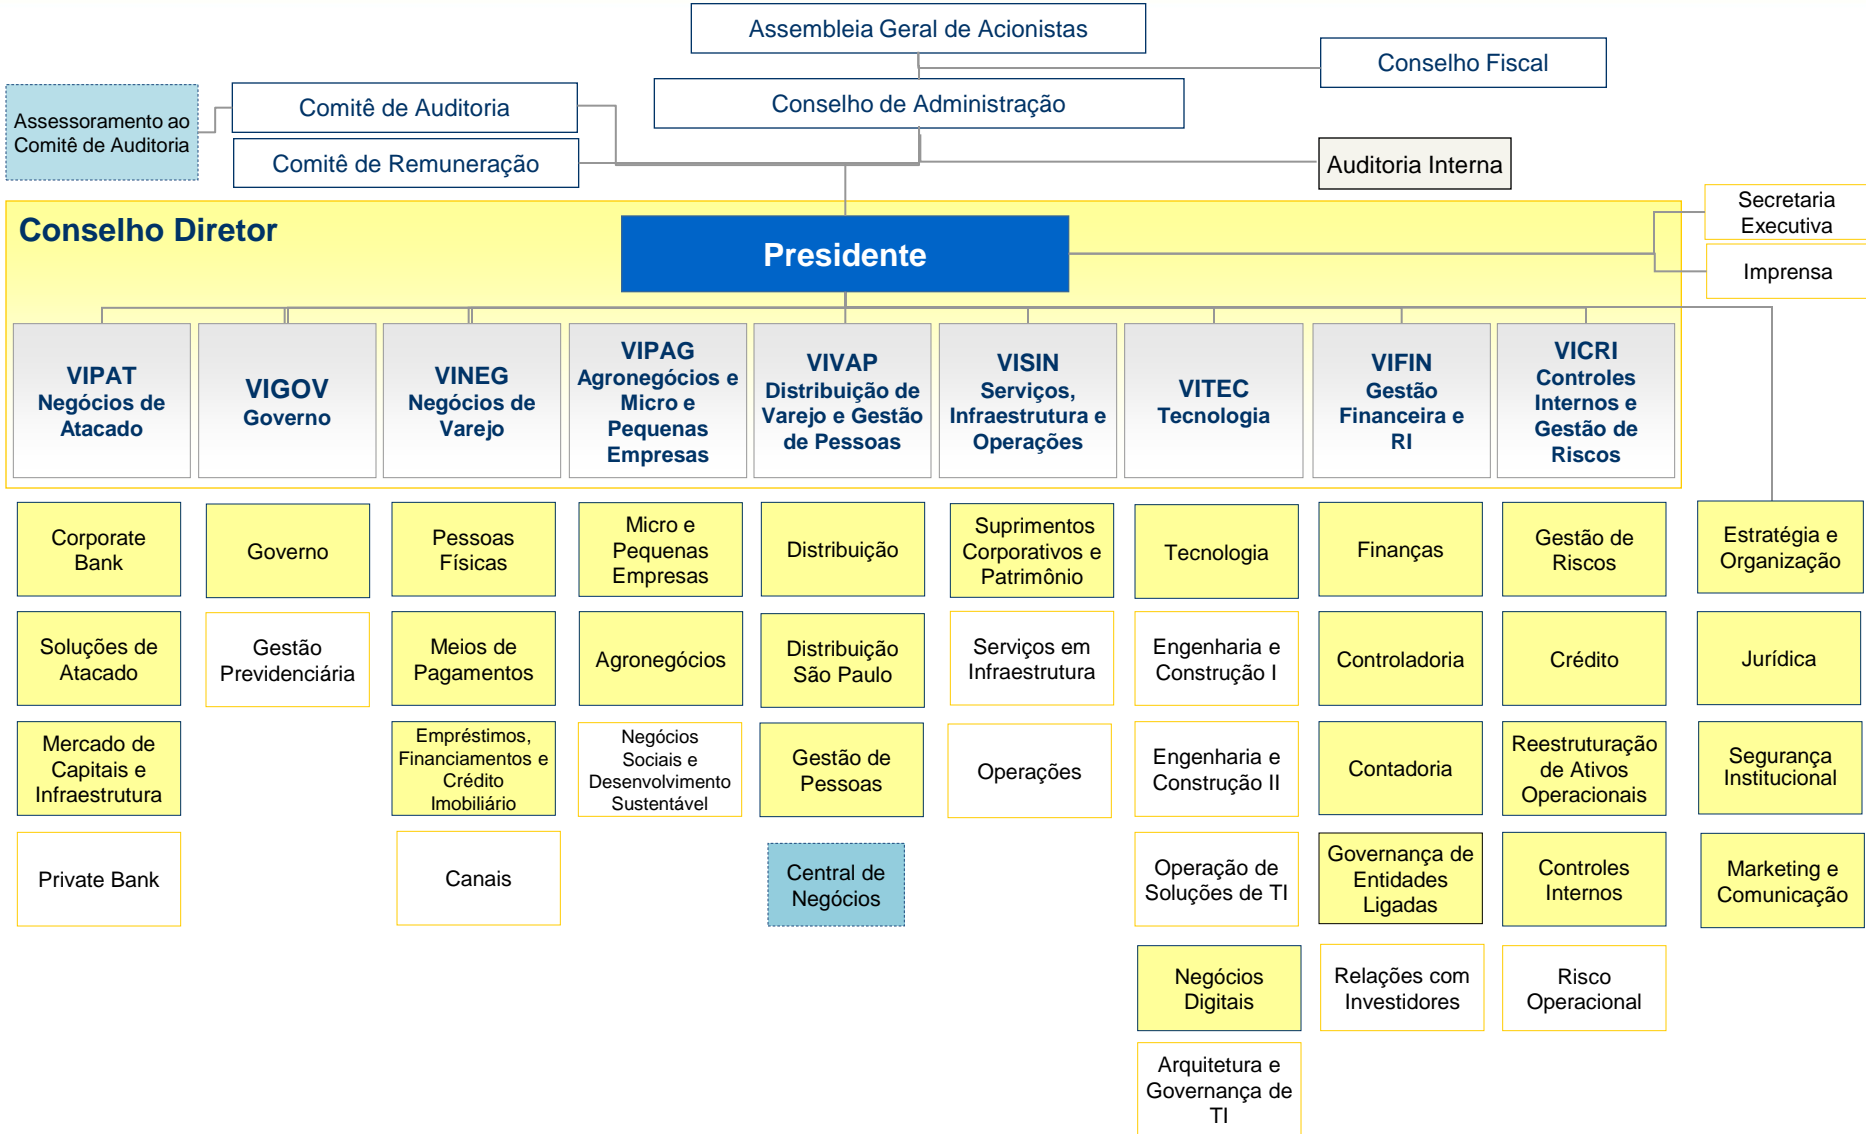 Assembleia Geral de Acionistas
Conselho Fiscal
Conselho de Administração
Assessoramento ao
Comitê de Auditoria
Comitê de Auditoria
Comitê de Remuneração
Auditoria Interna
Conselho Diretor
Presidente
Secretaria
Executiva
Imprensa
VIPAT
Negócios de
Atacado
VIGOV
Governo
VINEG
Negócios de
Varejo
VIPAG
Agronegócios e
Micro e
Pequenas
Empresas
VIVAP
Distribuição de
Varejo e Gestão
de Pessoas
VISIN
Serviços,
Infraestrutura e
Operações
VITEC
Tecnologia
VIFIN
Gestão
Financeira e
RI
VICRI
Controles
Internos e
Gestão de
Riscos
Corporate
Bank
Governo
Pessoas
Físicas
Micro e
Pequenas
Empresas
Distribuição
Suprimentos
Corporativos e
Patrimônio
Tecnologia
Finanças
Gestão de
Riscos
Estratégia e
Organização
Soluções de
Atacado
Gestão
Previdenciária
Meios de
Pagamentos
Agronegócios
Distribuição
São Paulo
Serviços em
Infraestrutura
Engenharia e
Construção I
Controladoria
Crédito
Jurídica
Mercado de
Capitais e
Infraestrutura
Empréstimos,
Financiamentos e
Crédito
Imobiliário
Negócios
Sociais e
Desenvolvimento
Sustentável
Gestão de
Pessoas
Operações
Engenharia e
Construção II
Contadoria
Reestruturação
de Ativos
Operacionais
Segurança
Institucional
Private Bank
Canais
Central de
Negócios
Operação de
Soluções de TI
Governança de
Entidades
Ligadas
Controles
Internos
Marketing e
Comunicação
Negócios
Digitais
Relações com
Investidores
Risco
Operacional
Arquitetura e
Governança de
TI